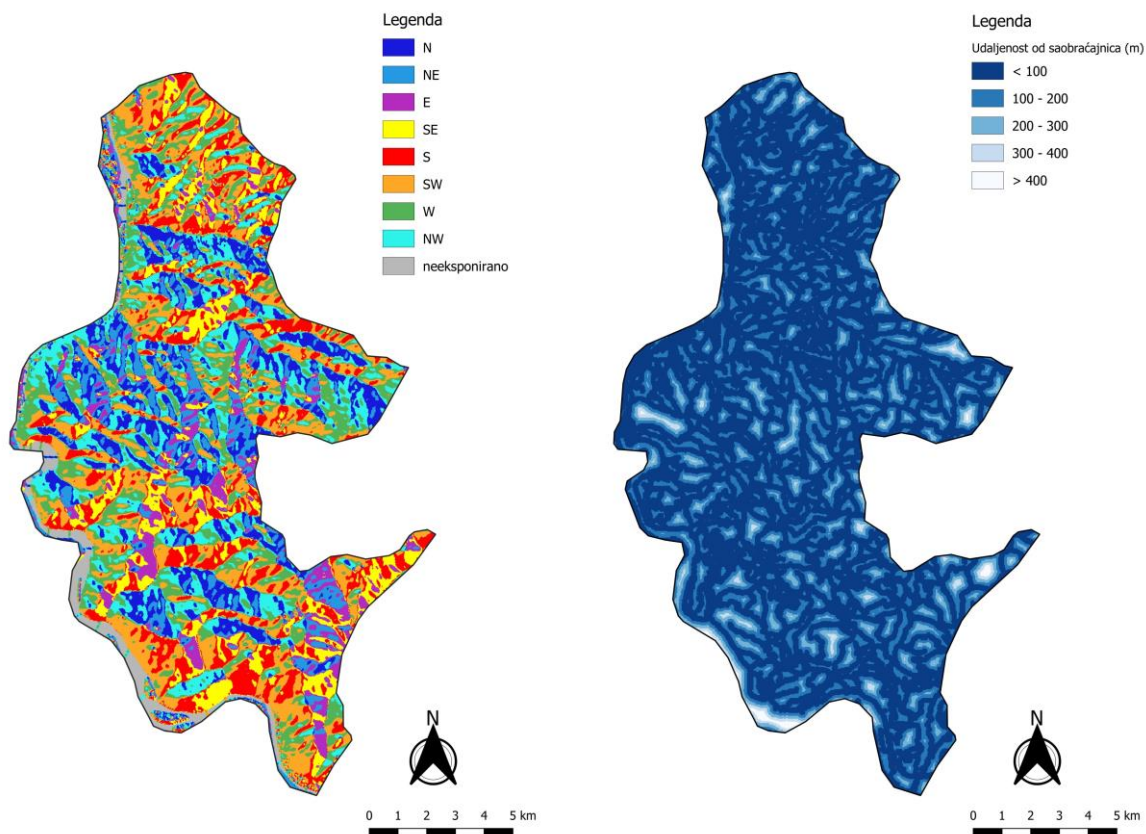 Legenda
N
NE
E
SE
S
SW
W
NW
neeksponirano
N
0 1 2 3 4 5 km
Legenda
Udaljenost od saobraćajnica (m)
< 100
100 - 200
200 - 300
300 - 400
> 400
N
0 1 2 3 4 5 km